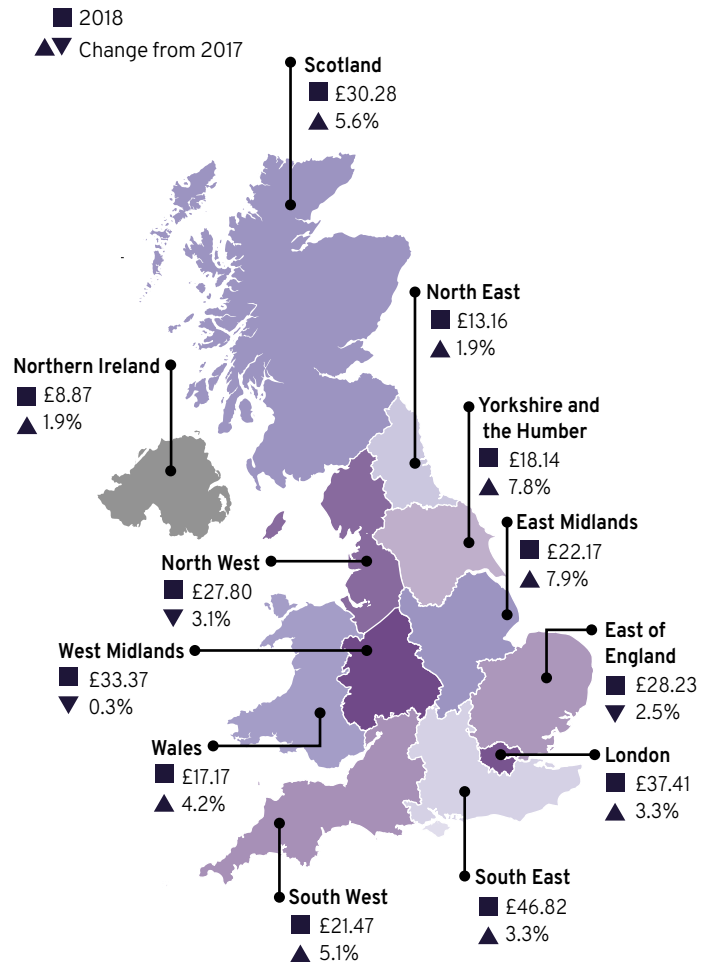 2018
Change from 2017
Scotland
£30.28
5.6%
North East
£13.16
1.9%
Northern Ireland
£8.87
1.9%
Yorkshire and
the Humber
£18.14
7.8%
East Midlands
£22.17
7.9%
North West
£27.80
3.1%
West Midlands
£33.37
0.3%
East of
England
£28.23
2.5%
Wales
£17.17
4.2%
London
£37.41
3.3%
South East
£46.82
3.3%
South West
£21.47
5.1%